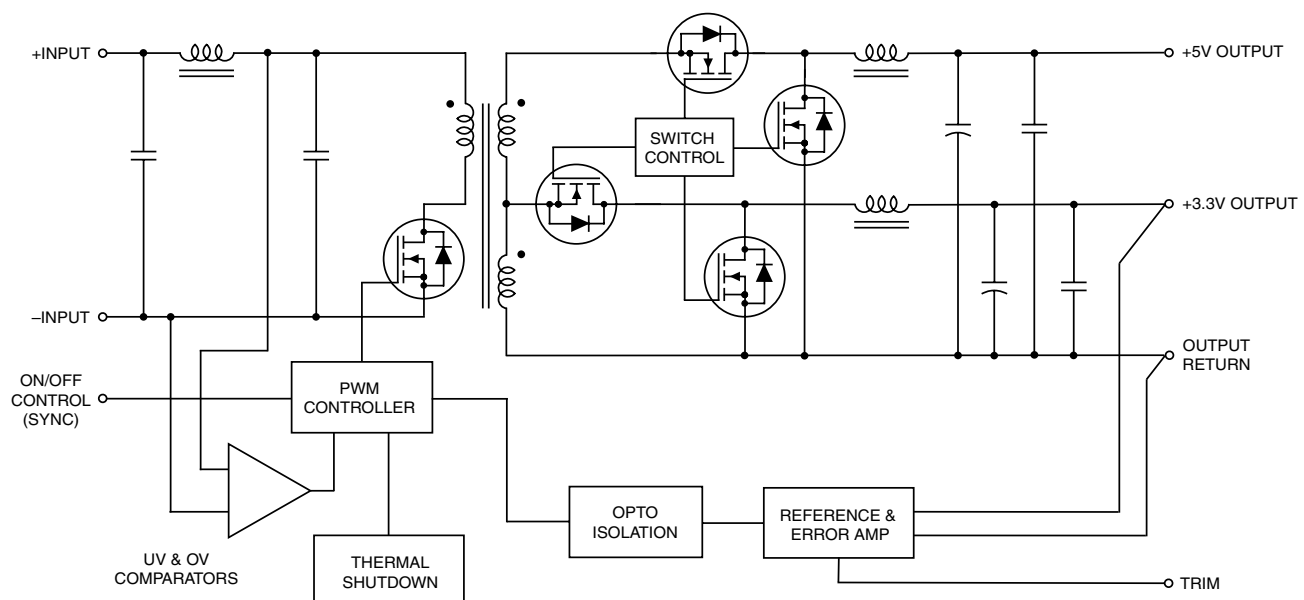 +INPUT
+5V OUTPUT
SWITCH
CONTROL
+3.3V OUTPUT
–INPUT
OUTPUT
RETURN
ON/OFF
CONTROL
(SYNC)
PWM
CONTROLLER
OPTO
ISOLATION
REFERENCE &
ERROR AMP
UV & OV
COMPARATORS
THERMAL
SHUTDOWN
TRIM